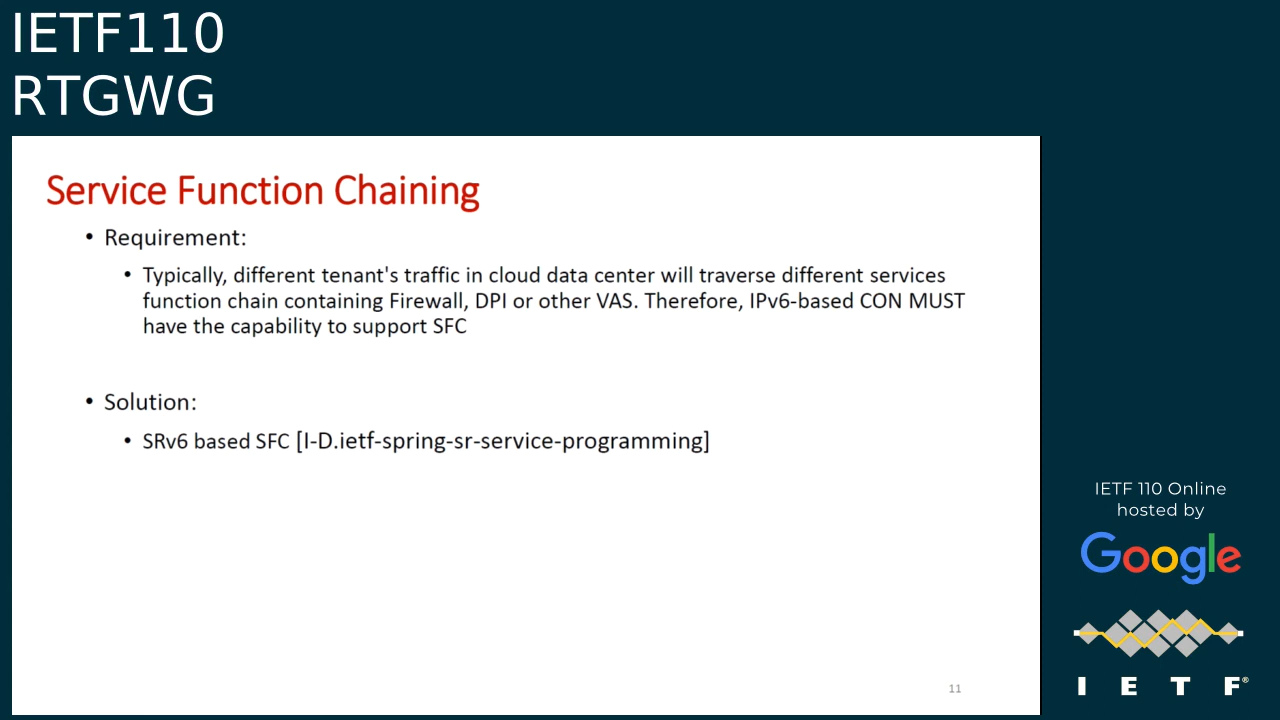 IETF110
RTGWG
Service Function Chaining
• Requirement:
• Typically, different tenant's traffic in cloud data center will traverse different services
function chain containing Firewall, DPI or other VAS. Therefore, IPv6-based CON MUST
have the capability to support SFC
• Solution:
• SRv6 based SFC [I-D.ietf-spring-sr-service-programming]
11
IETF 110 Online
hosted by
Google
I E T F®